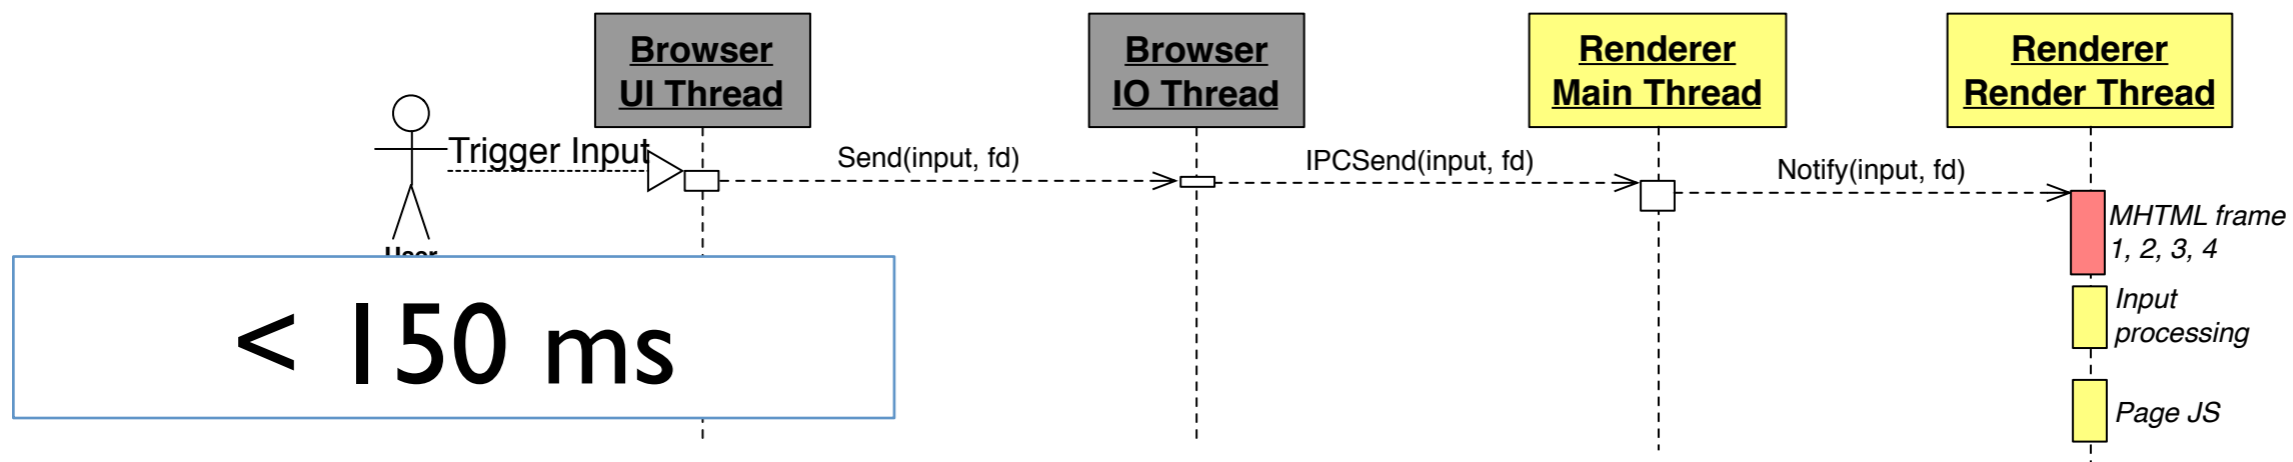 Browser
UI Thread
Browser
IO Thread
Renderer
Main Thread
Renderer
Render Thread
Trigger Input
Send(input, fd)
IPCSend(input, fd)
Notify(input, fd)
MHTML frame
1, 2, 3, 4
User
Input
processing
< 150 ms
Page JS